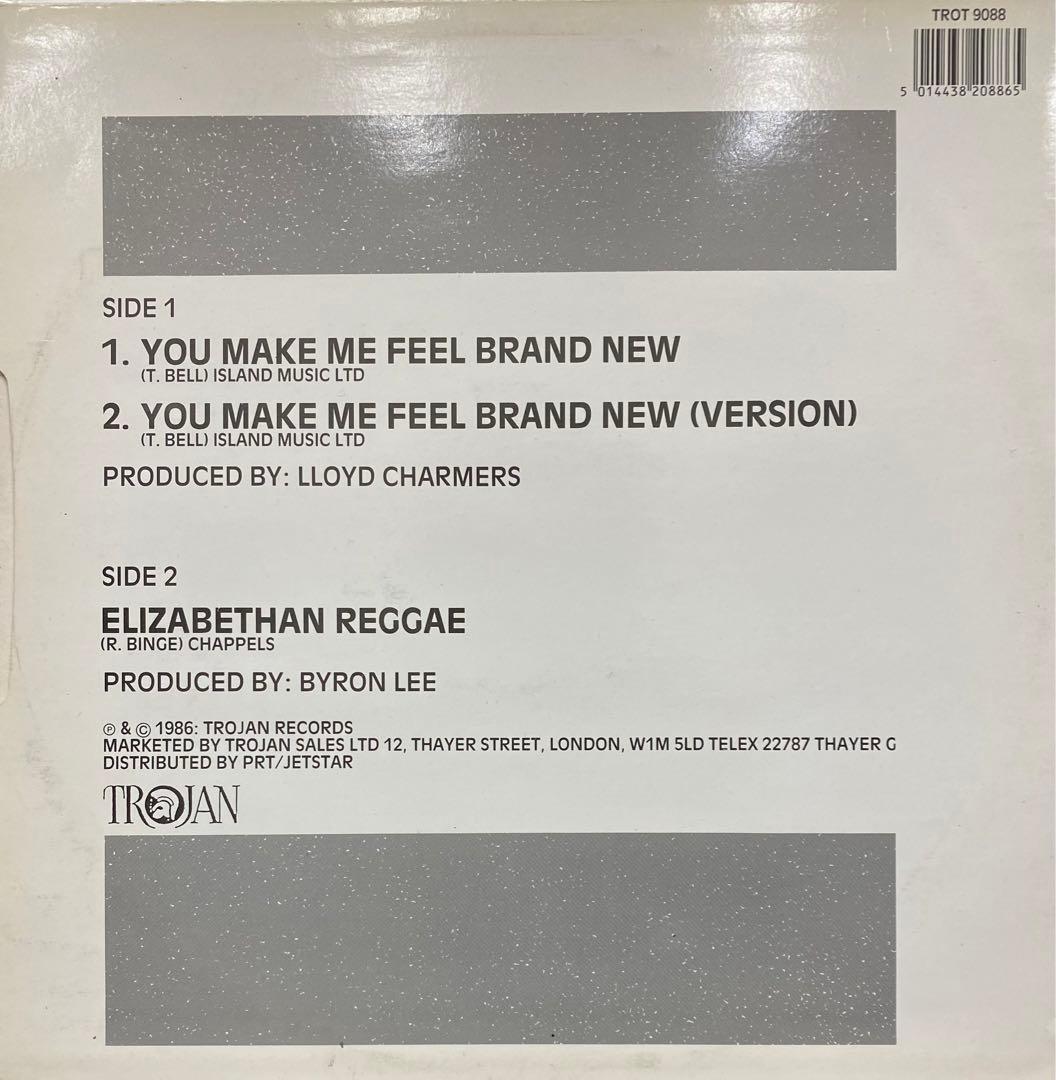 TROT 9088
5 014438 208865
SIDE 1
1. YOU MAKE ME FEEL BRAND NEW
(T. BELL) ISLAND MUSIC LTD
2. YOU MAKE ME FEEL BRAND NEW (VERSION)
(T. BELL) ISLAND MUSIC LTD
PRODUCED BY: LLOYD CHARMERS
SIDE 2
ELIZABETHAN REGGAE
(R. BINGE) CHAPPELS
PRODUCED BY: BYRON LEE
℗ & © 1986: TROJAN RECORDS
MARKETED BY TROJAN SALES LTD 12, THAYER STREET, LONDON, W1M 5LD TELEX 22787 THAYER G
DISTRIBUTED BY PRT/JETSTAR
TROJAN